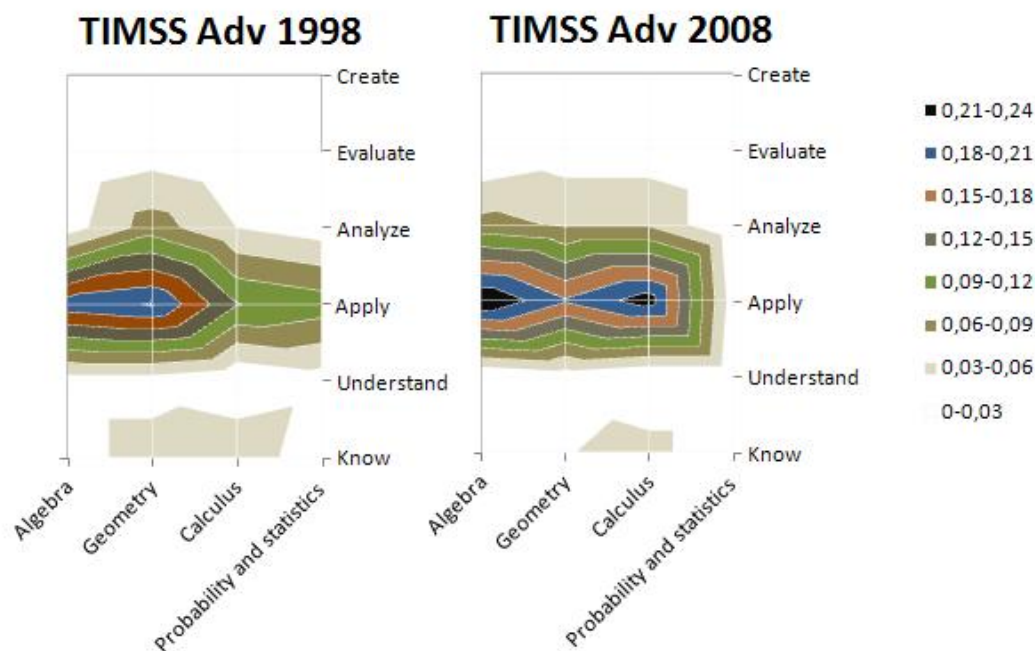 TIMSS Adv 1998
Create
Evaluate
Analyze
Apply
Understand
Know
Algebra
Geometry
Calculus
Probability and statistics
TIMSS Adv 2008
Create
Evaluate
Analyze
Apply
Understand
Know
Algebra
Geometry
Calculus
Probability and statistics
0,21-0,24
0,18-0,21
0,15-0,18
0,12-0,15
0,09-0,12
0,06-0,09
0,03-0,06
0-0,03